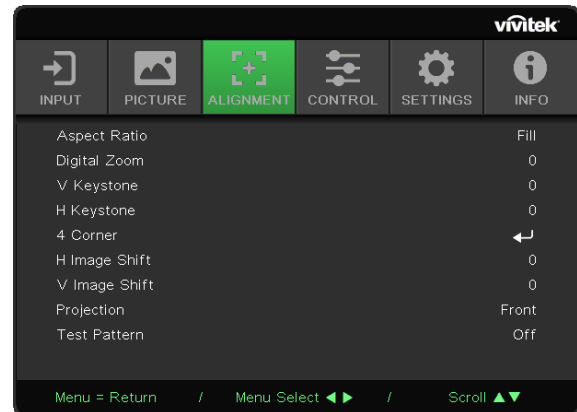 vivitek
INPUT PICTURE ALIGNMENT CONTROL SETTINGS INFO
Aspect Ratio Fill
Digital Zoom 0
V Keystone 0
H Keystone 0
4 Corner
H Image Shift 0
V Image Shift 0
Projection Front
Test Pattern Off
Menu = Return / Menu Select ◀ ▶ / Scroll ▲▼